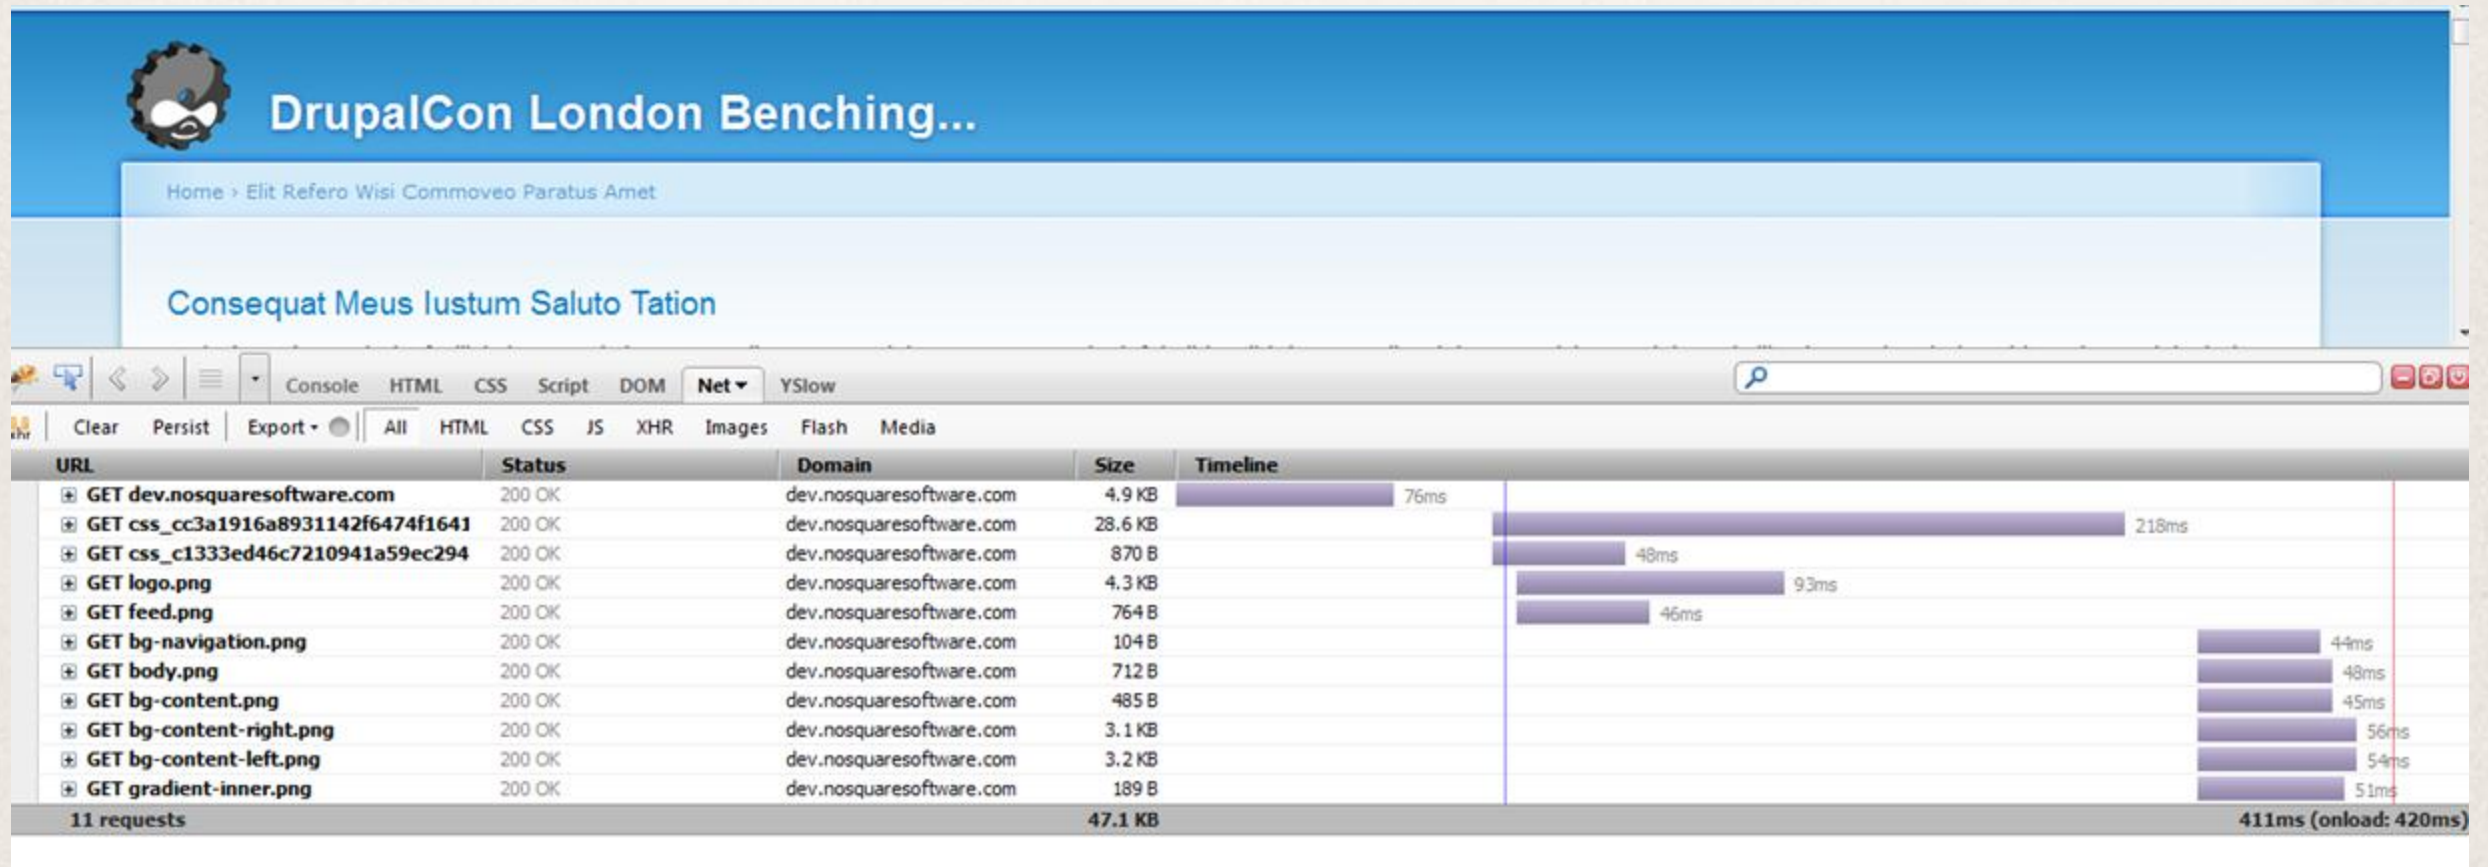 DrupalCon London Benching...
Home › Elit Refero Wisi Commoveo Paratus Amet
Consequat Meus Iustum Saluto Tation
Console HTML CSS Script DOM Net YSlow
Clear Persist Export All HTML CSS JS XHR Images Flash Media
URL Status Domain Size Timeline
GET dev.nosquaresoftware.com 200 OK dev.nosquaresoftware.com 4.9 KB 76ms
GET css_cc3a1916a8931142f6474f1641 200 OK dev.nosquaresoftware.com 28.6 KB 218ms
GET css_c1333ed46c7210941a59ec294 200 OK dev.nosquaresoftware.com 870 B 48ms
GET logo.png 200 OK dev.nosquaresoftware.com 4.3 KB 93ms
GET feed.png 200 OK dev.nosquaresoftware.com 764 B 46ms
GET bg-navigation.png 200 OK dev.nosquaresoftware.com 104 B 44ms
GET body.png 200 OK dev.nosquaresoftware.com 712 B 48ms
GET bg-content.png 200 OK dev.nosquaresoftware.com 485 B 45ms
GET bg-content-right.png 200 OK dev.nosquaresoftware.com 3.1 KB 56ms
GET bg-content-left.png 200 OK dev.nosquaresoftware.com 3.2 KB 54ms
GET gradient-inner.png 200 OK dev.nosquaresoftware.com 189 B 51ms
11 requests 47.1 KB 411ms (onload: 420ms)